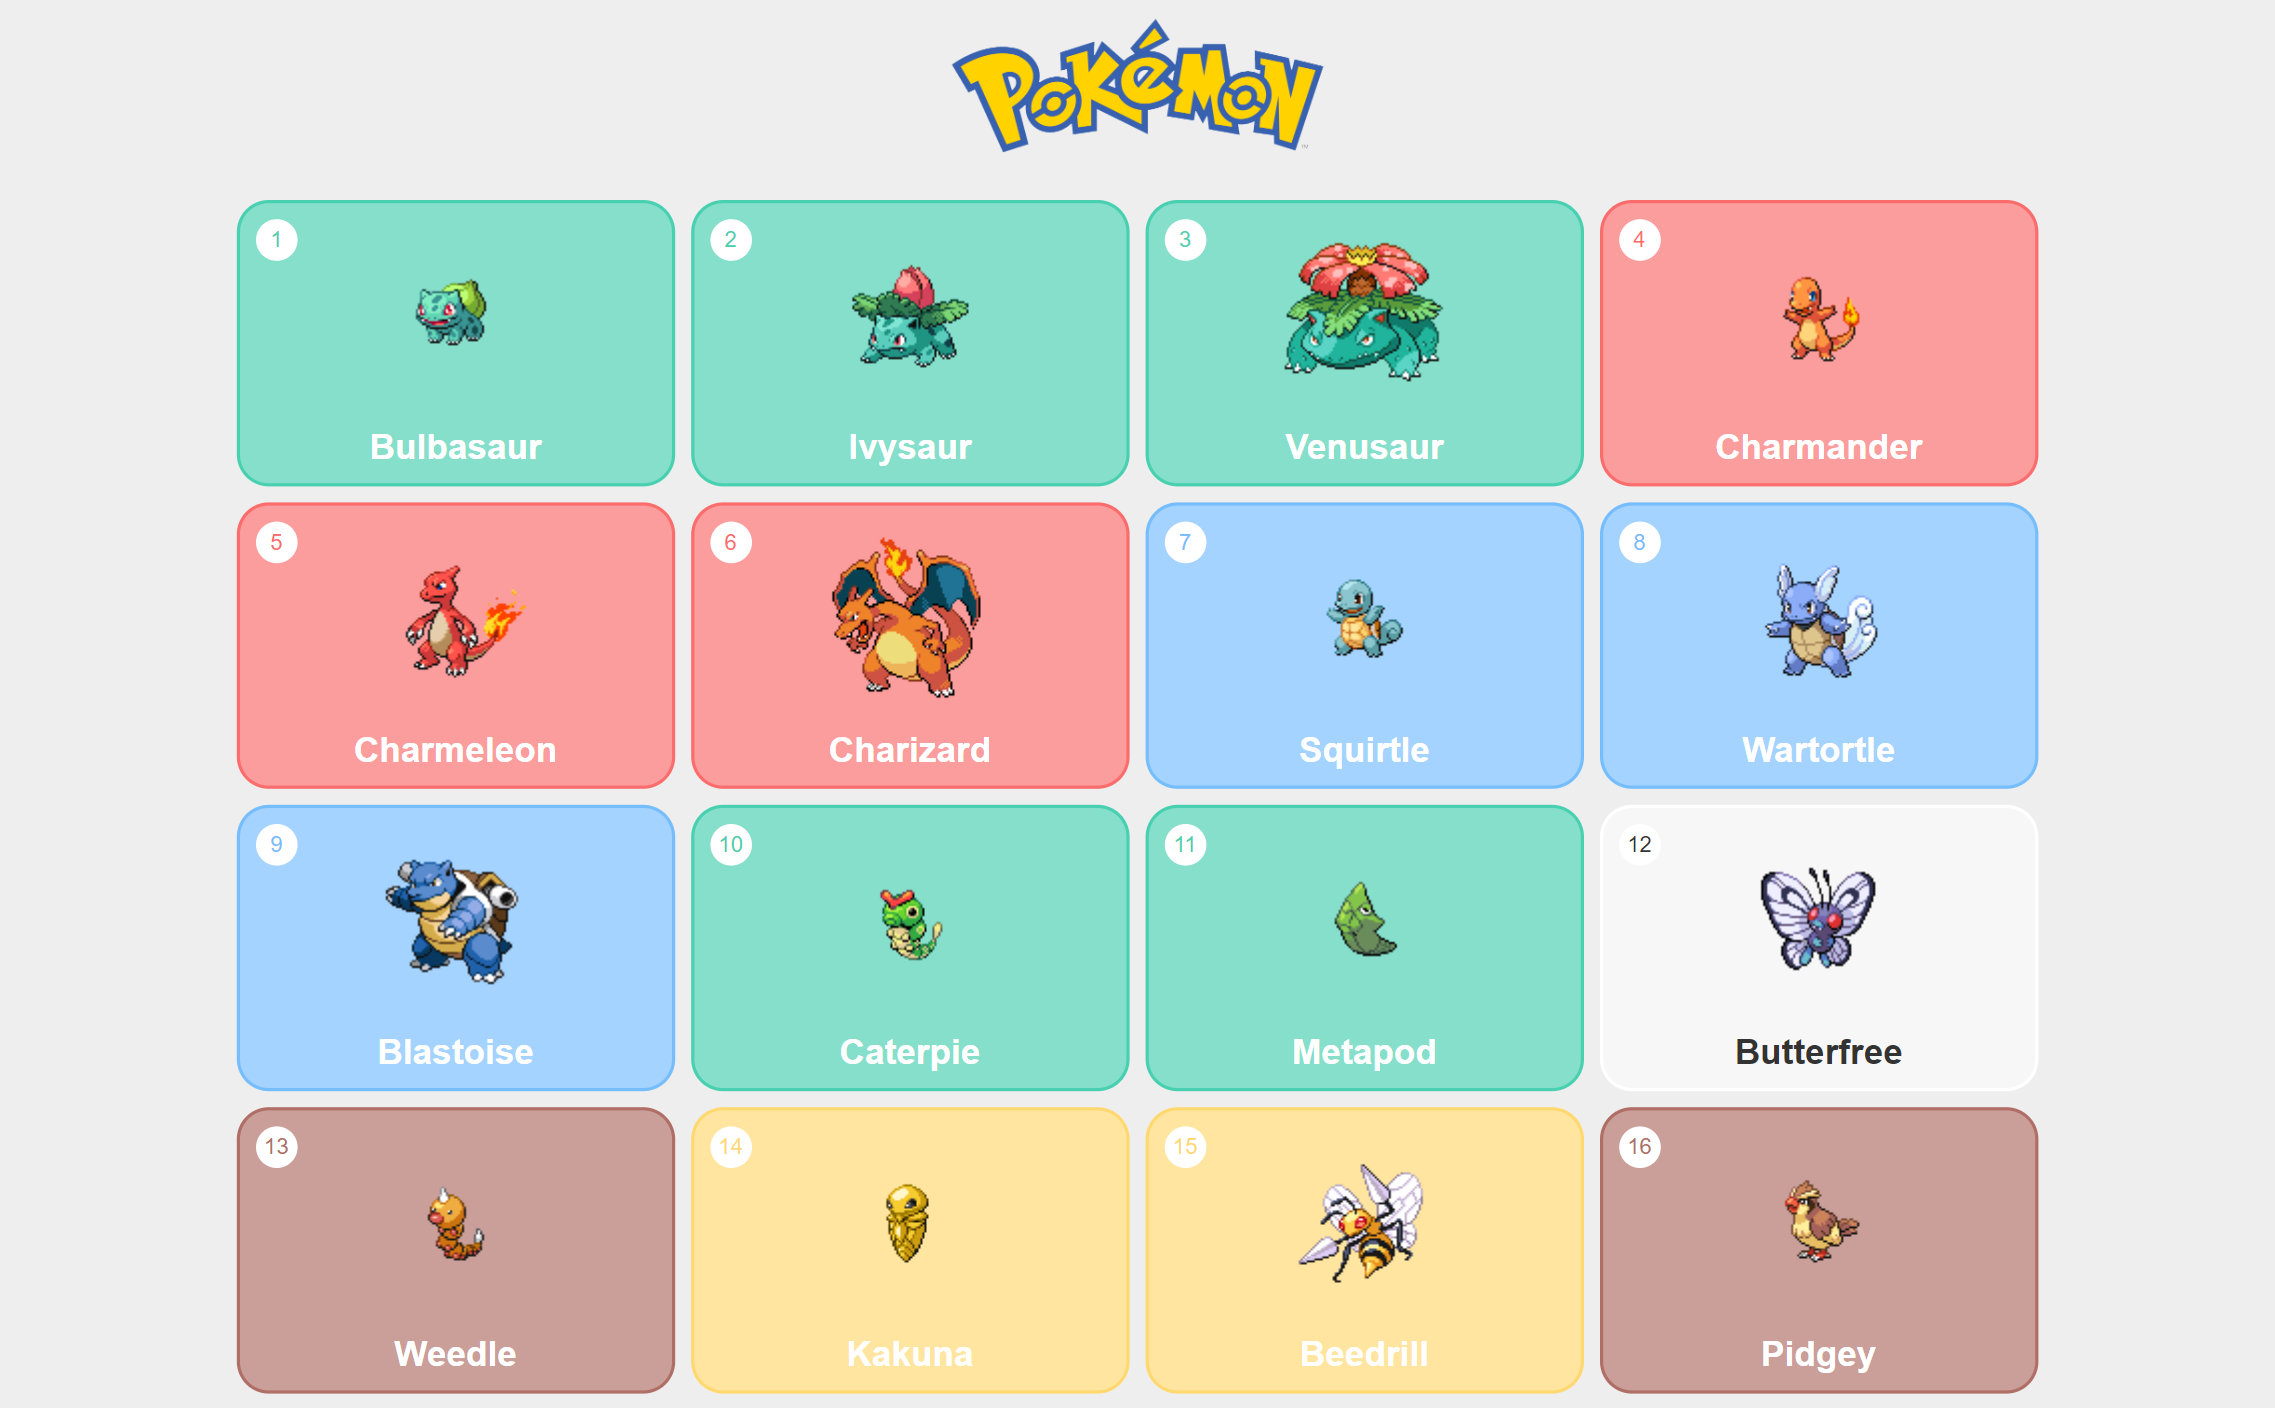 Pokémon
TM
1
2
3
4
Bulbasaur
Ivysaur
Venusaur
Charmander
5
6
7
8
Charmeleon
Charizard
Squirtle
Wartortle
9
10
11
12
Blastoise
Caterpie
Metapod
Butterfree
13
14
15
16
Weedle
Kakuna
Beedrill
Pidgey